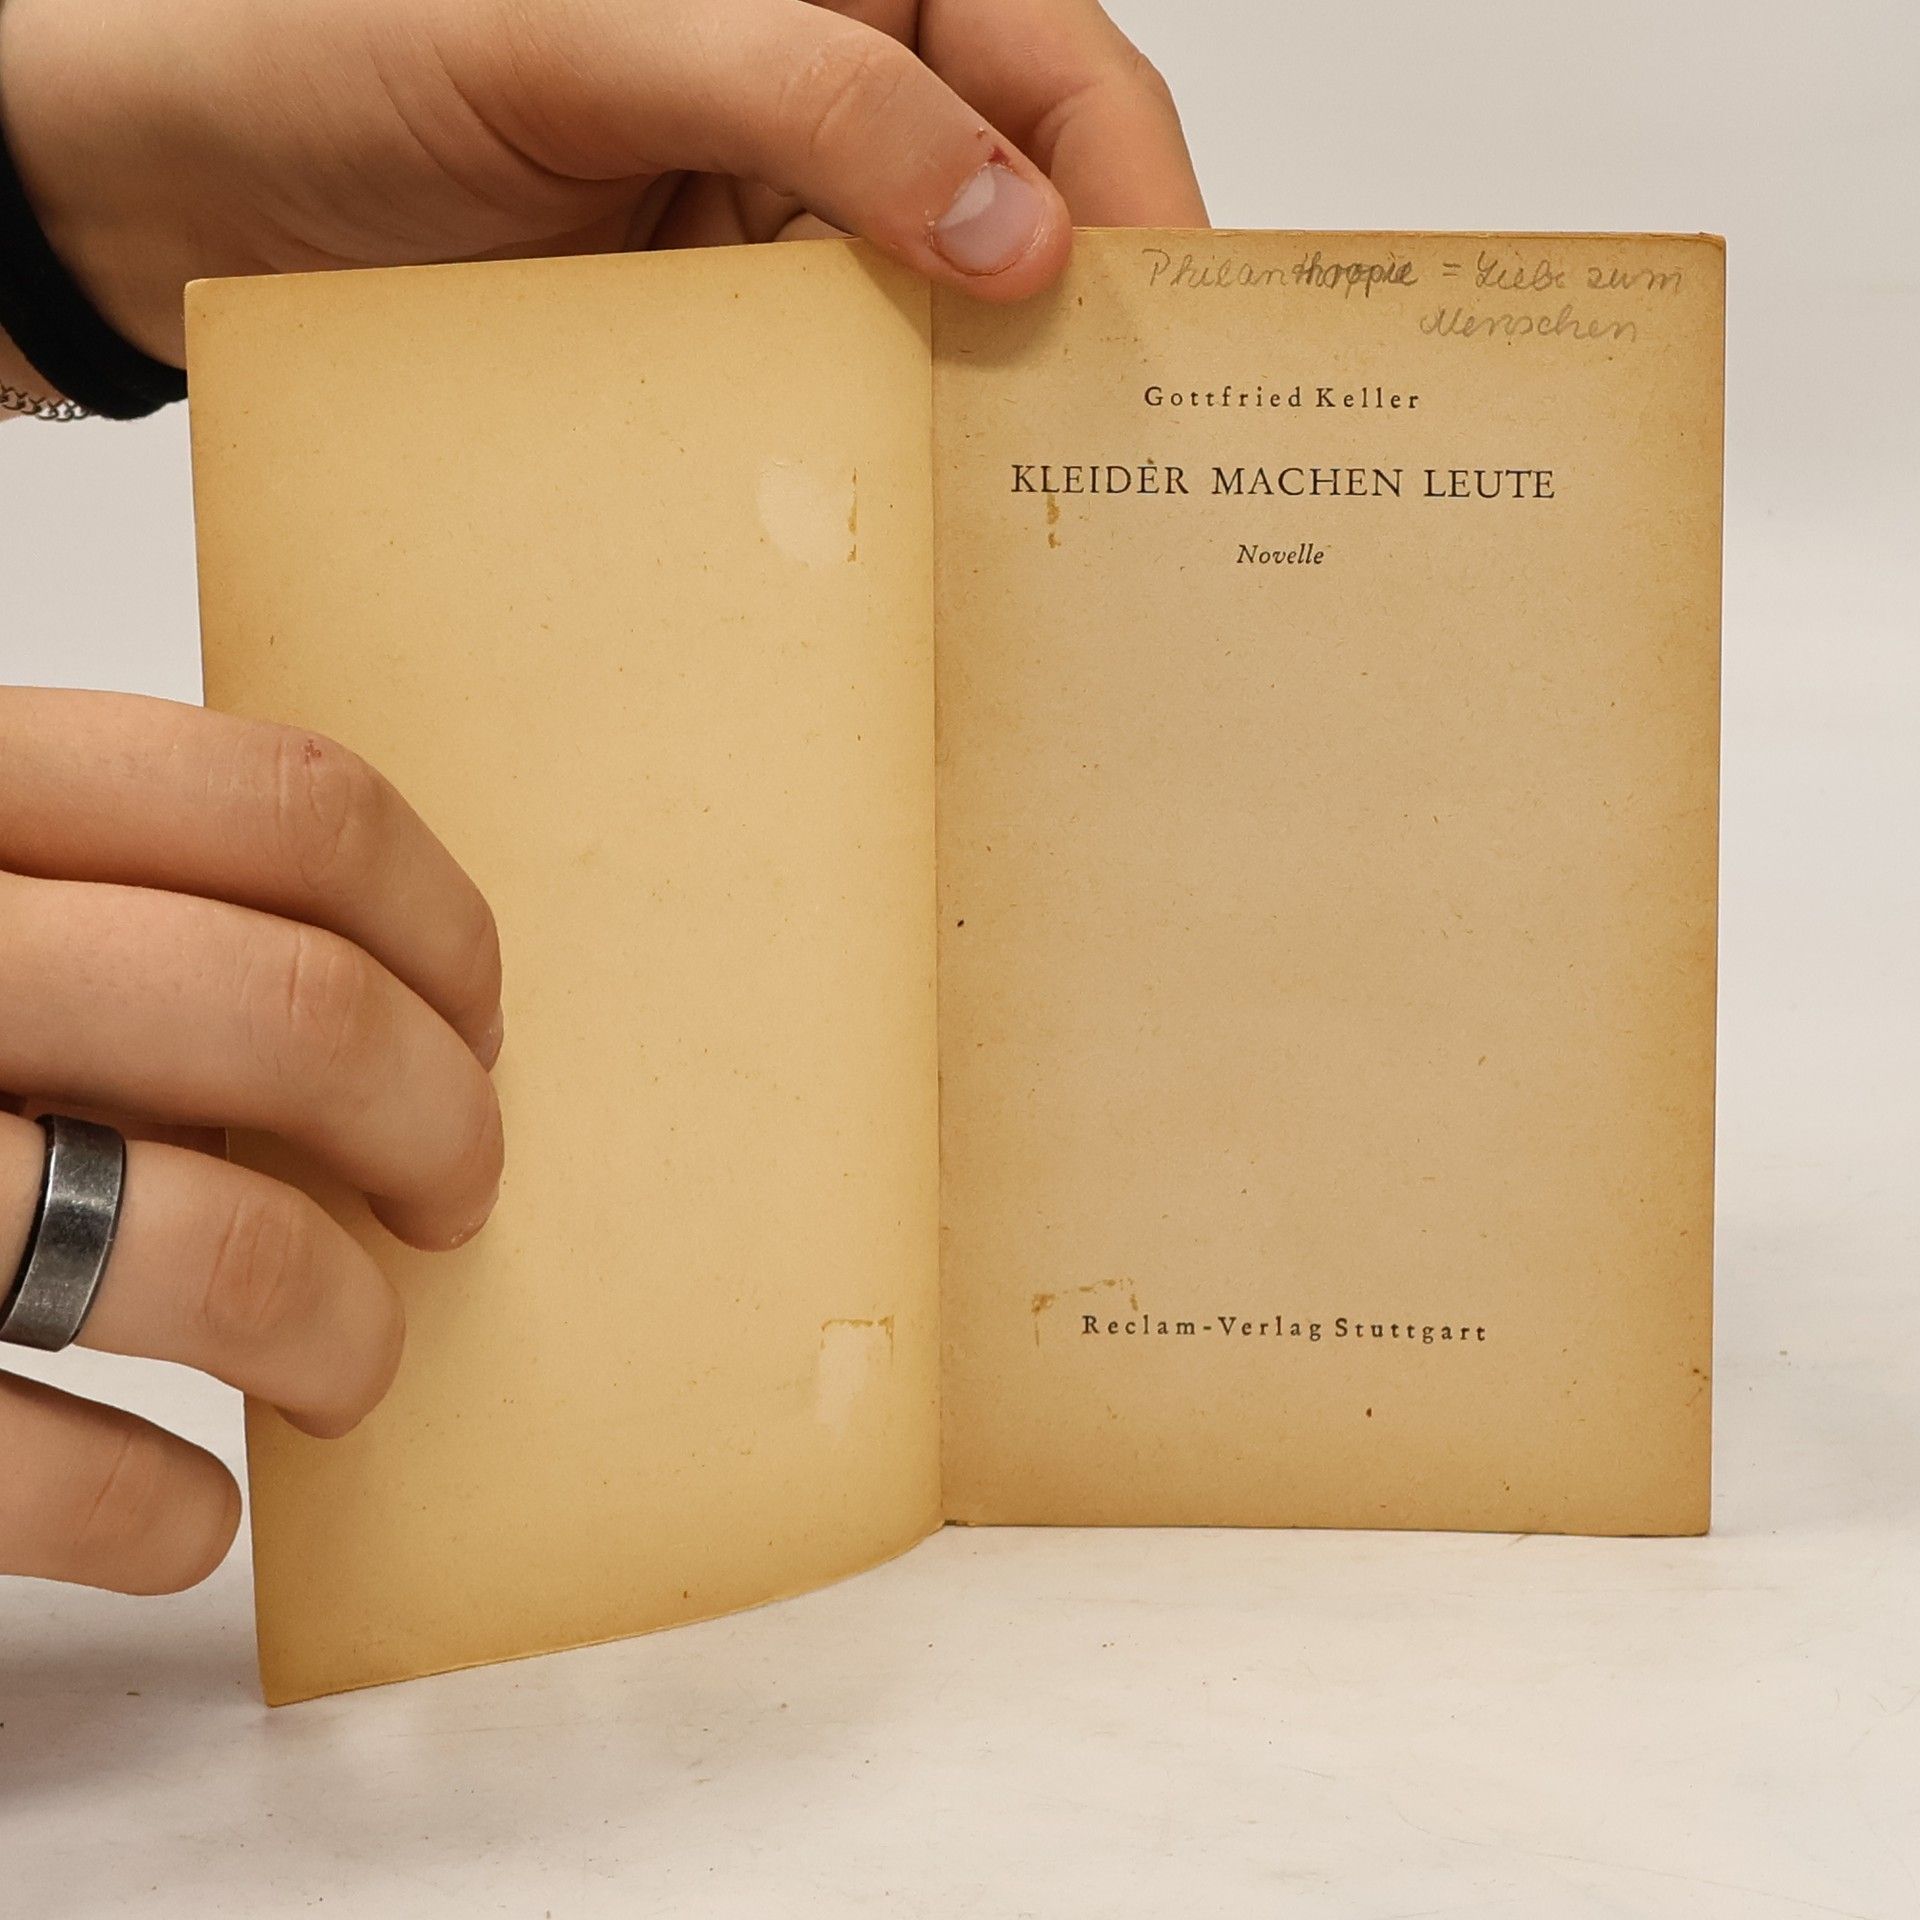 Philanthropie = Liebe zum
Menschen
Gottfried Keller
KLEIDER MACHEN LEUTE
Novelle
Reclam-Verlag Stuttgart